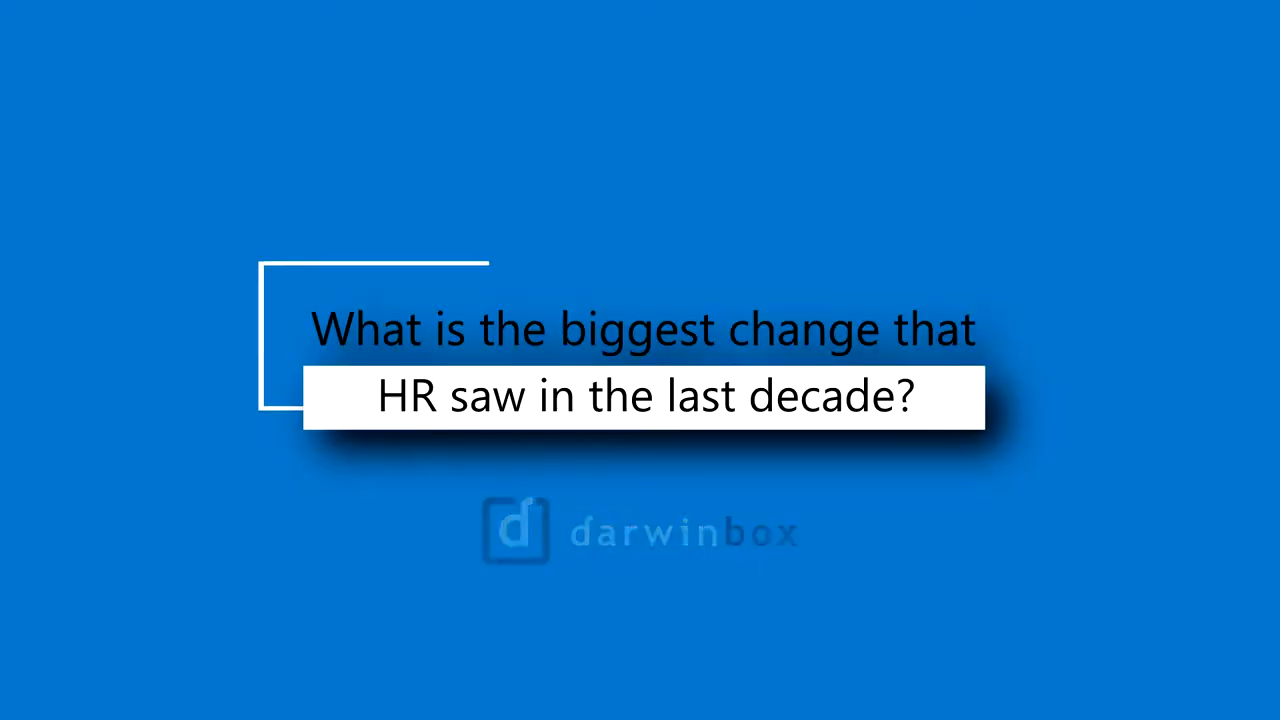 What is the biggest change that
HR saw in the last decade?
d darwinbox